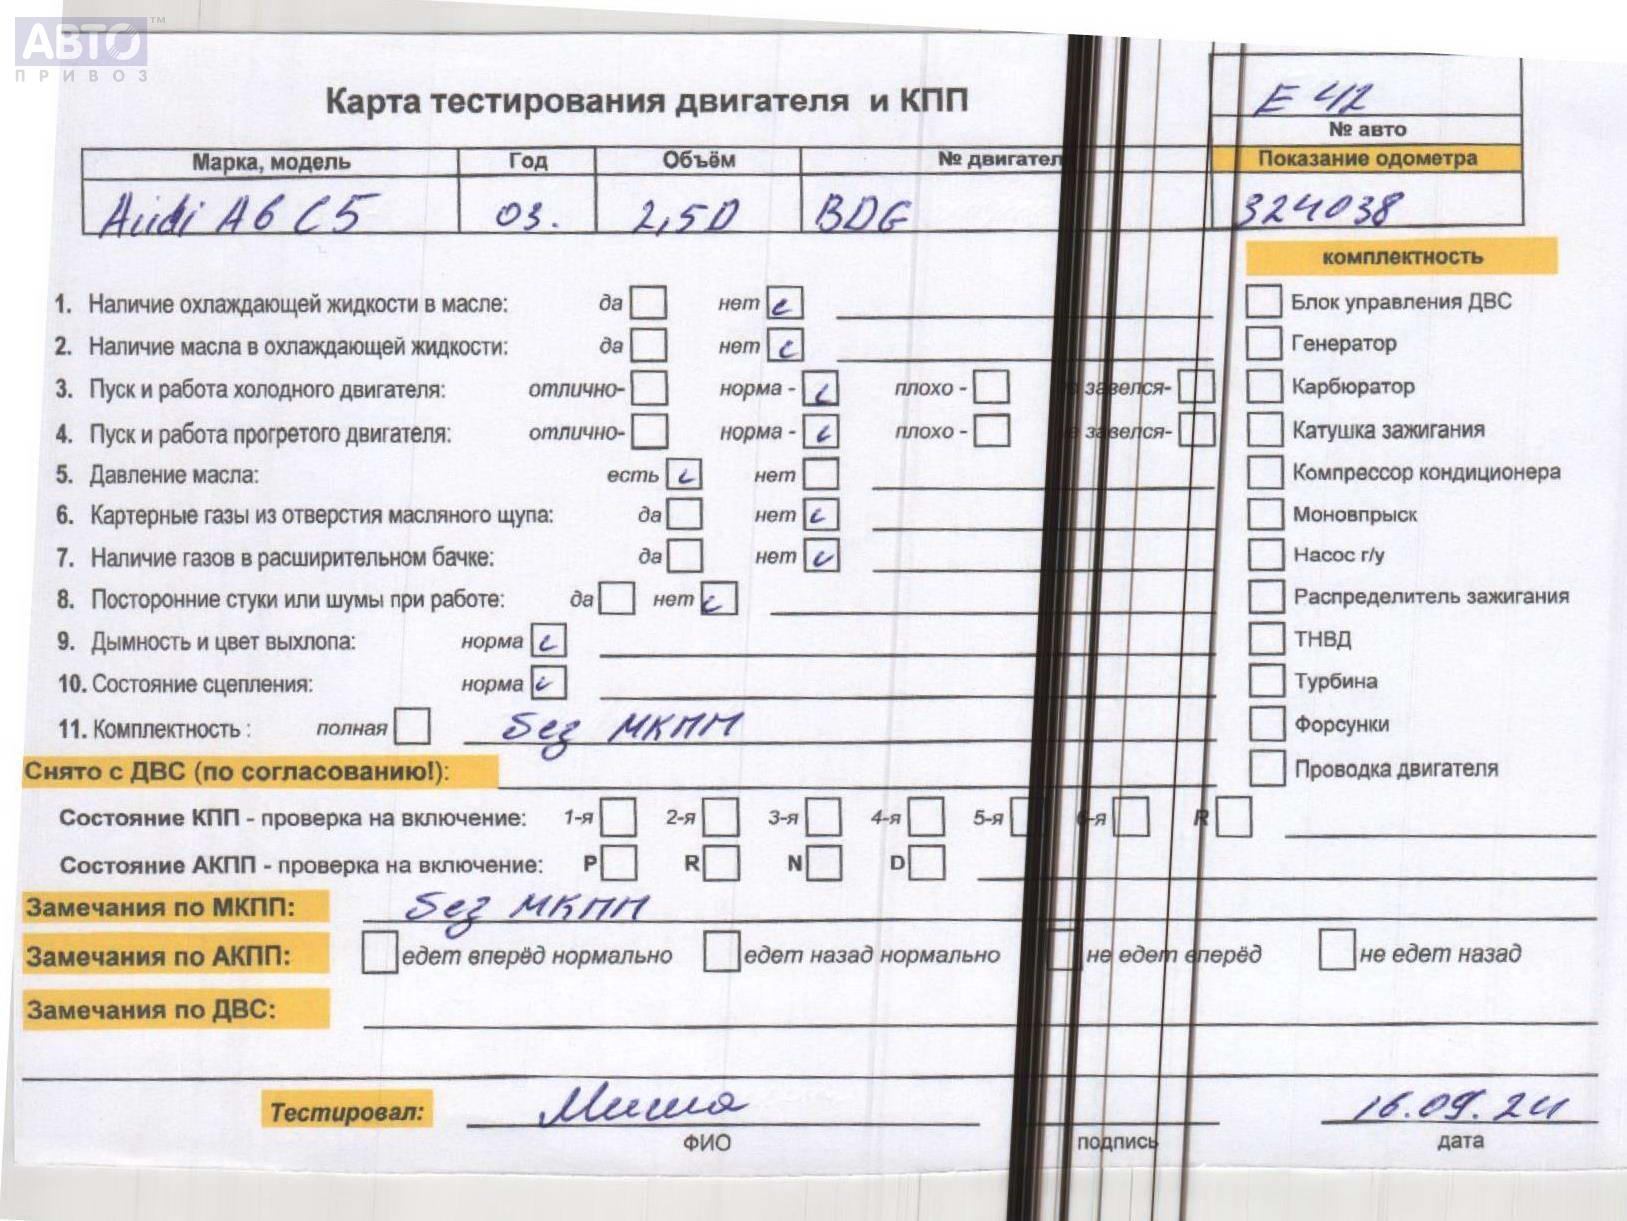 АВТО™
ПРИВОЗ
Карта тестирования двигателя и КПП
E 42
№ авто
Марка, модель Год Объём № двигател Показание одометра
Audi A6 C5 03. 2,5D BDG 324038
комплектность
1. Наличие охлаждающей жидкости в масле: да нет Блок управления ДВС
2. Наличие масла в охлаждающей жидкости: да нет Генератор
3. Пуск и работа холодного двигателя: отлично- норма - плохо - завелся- Карбюратор
4. Пуск и работа прогретого двигателя: отлично- норма - плохо - завелся- Катушка зажигания
5. Давление масла: есть нет Компрессор кондиционера
6. Картерные газы из отверстия масляного щупа: да нет Моновпрыск
7. Наличие газов в расширительном бачке: да нет Насос г/у
8. Посторонние стуки или шумы при работе: да нет Распределитель зажигания
9. Дымность и цвет выхлопа: норма ТНВД
10. Состояние сцепления: норма Турбина
11. Комплектность : полная без МКПП Форсунки
Снято с ДВС (по согласованию!): Проводка двигателя
Состояние КПП - проверка на включение: 1-я 2-я 3-я 4-я 5-я 6-я R
Состояние АКПП - проверка на включение: P R N D
Замечания по МКПП: без МКПП
Замечания по АКПП: едет вперёд нормально едет назад нормально не едет вперёд не едет назад
Замечания по ДВС:
Тестировал: Миша 16.09.24
ФИО подпись дата